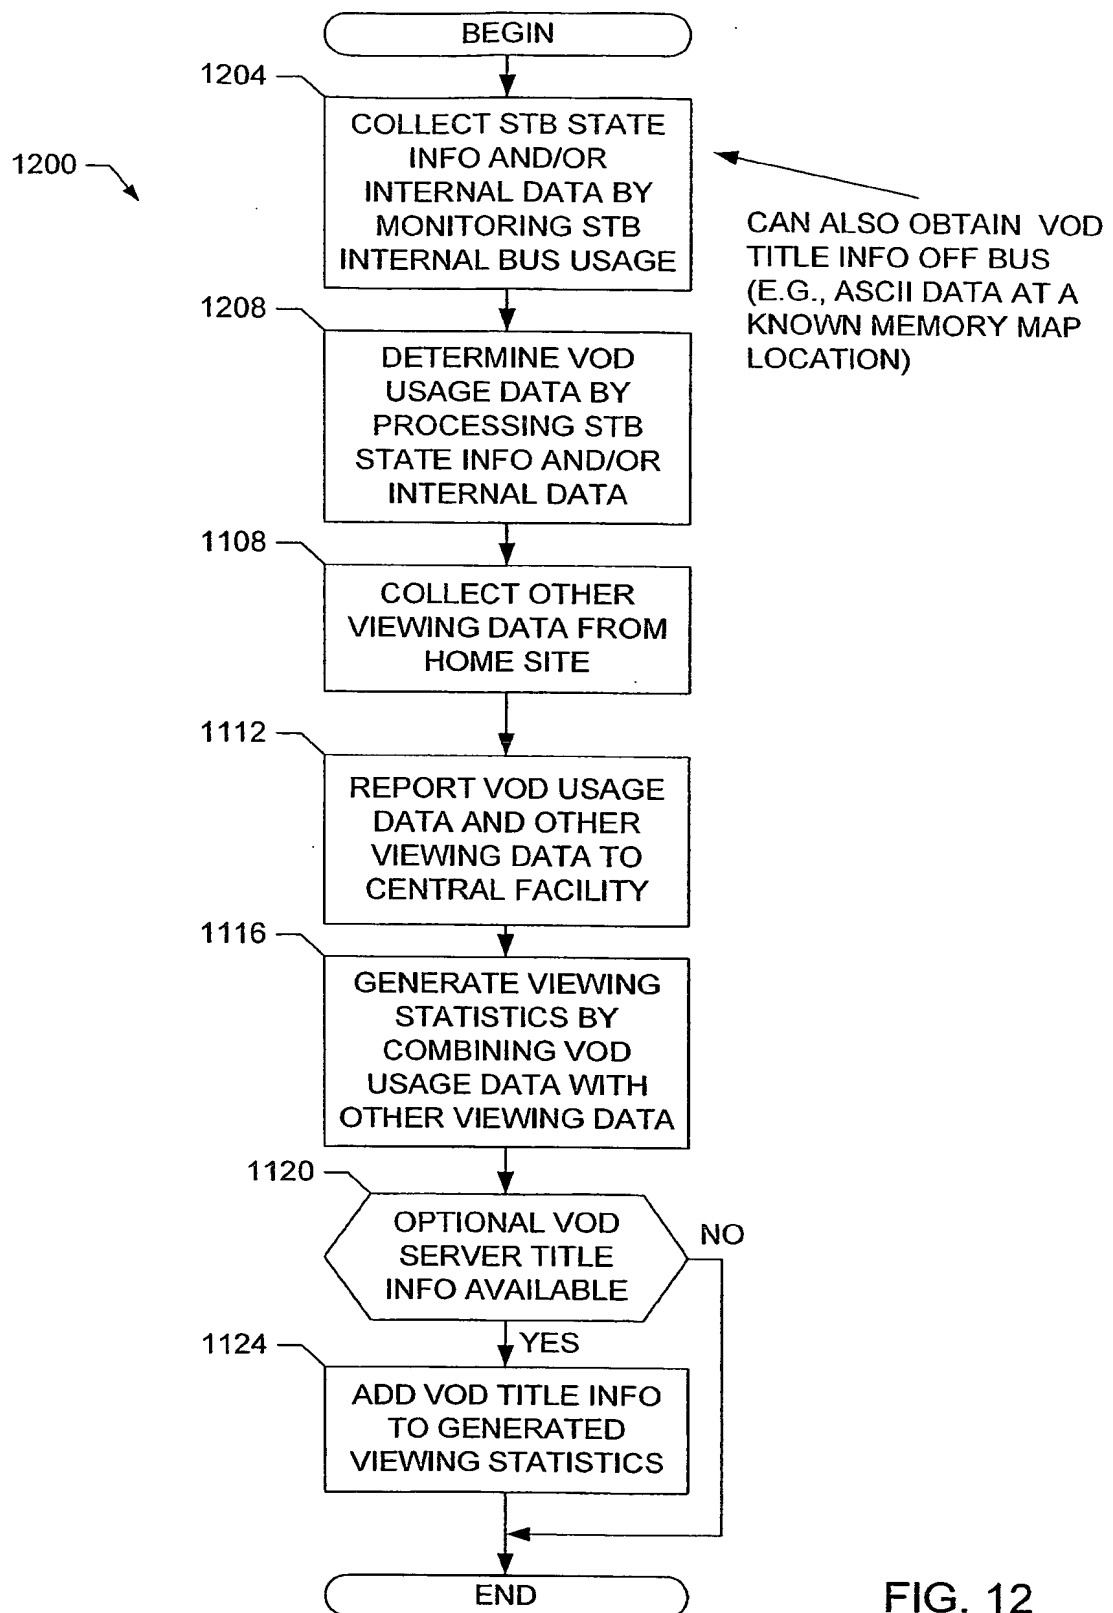 BEGIN
1204
COLLECT STB STATE
INFO AND/OR
INTERNAL DATA BY
MONITORING STB
INTERNAL BUS USAGE
1200
CAN ALSO OBTAIN VOD
TITLE INFO OFF BUS
(E.G., ASCII DATA AT A
KNOWN MEMORY MAP
LOCATION)
1208
DETERMINE VOD
USAGE DATA BY
PROCESSING STB
STATE INFO AND/OR
INTERNAL DATA
1108
COLLECT OTHER
VIEWING DATA FROM
HOME SITE
1112
REPORT VOD USAGE
DATA AND OTHER
VIEWING DATA TO
CENTRAL FACILITY
1116
GENERATE VIEWING
STATISTICS BY
COMBINING VOD
USAGE DATA WITH
OTHER VIEWING DATA
1120
OPTIONAL VOD
SERVER TITLE
INFO AVAILABLE
NO
YES
1124
ADD VOD TITLE INFO
TO GENERATED
VIEWING STATISTICS
END
FIG. 12